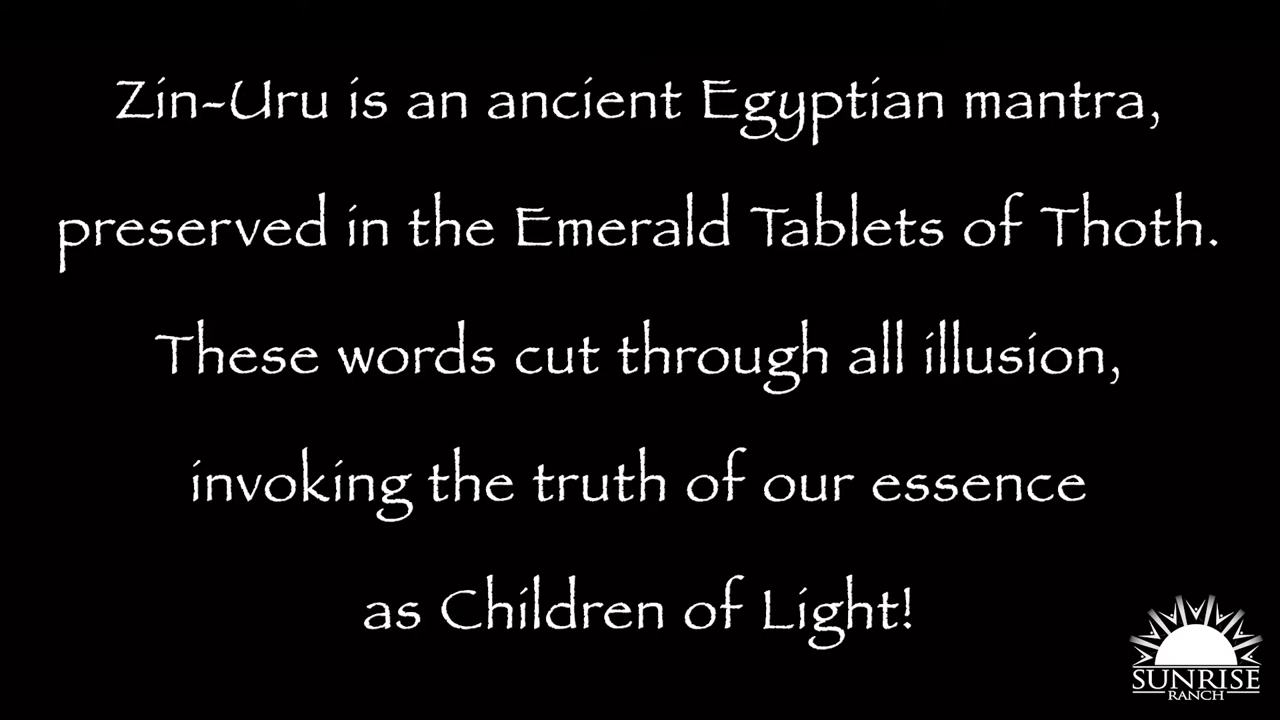 Zin-Uru is an ancient Egyptian mantra,
preserved in the Emerald Tablets of Thoth.
These words cut through all illusion,
invoking the truth of our essence
as Children of Light!
SUNRISE
RANCH